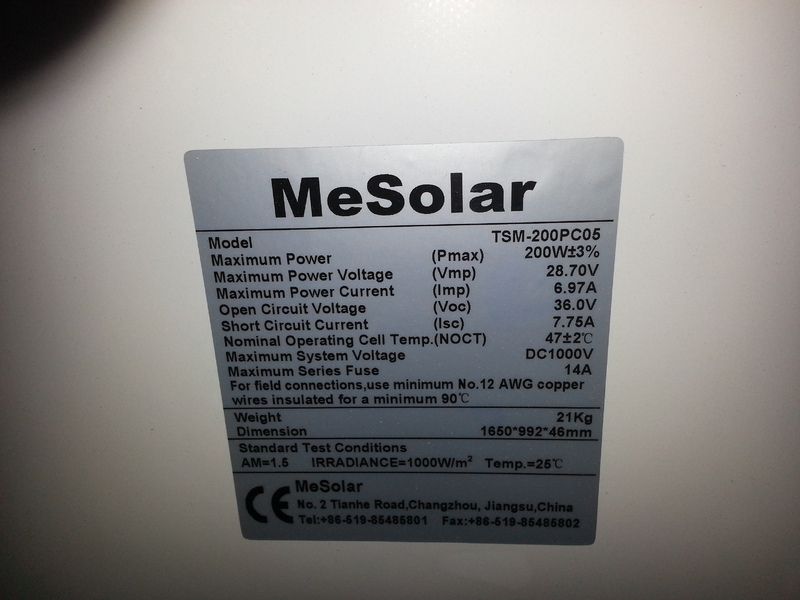 MeSolar
Model TSM-200PC05
Maximum Power (Pmax) 200W±3%
Maximum Power Voltage (Vmp) 28.70V
Maximum Power Current (Imp) 6.97A
Open Circuit Voltage (Voc) 36.0V
Short Circuit Current (Isc) 7.75A
Nominal Operating Cell Temp.(NOCT) 47±2℃
Maximum System Voltage DC1000V
Maximum Series Fuse 14A
For field connections,use minimum No.12 AWG copper
wires insulated for a minimum 90℃
Weight 21Kg
Dimension 1650*992*46mm
Standard Test Conditions
AM=1.5 IRRADIANCE=1000W/m² Temp.=25℃
CE MeSolar
No. 2 Tianhe Road,Changzhou, Jiangsu,China
Tel:+86-519-85485801 Fax:+86-519-85485802